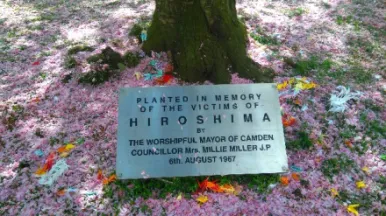 PLANTED IN MEMORY
OF THE VICTIMS OF
HIROSHIMA
BY
THE WORSHIPFUL MAYOR OF CAMDEN.
COUNCILLOR Mrs. MILLIE MILLER J.P
6th. AUGUST 1967